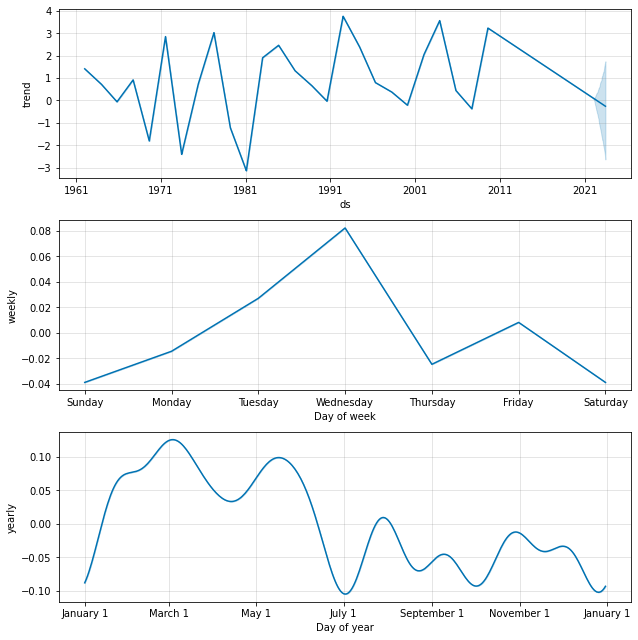 4
3
2
1
0
−1
−2
−3
trend
1961 1971 1981 1991 2001 2011 2021
ds
0.08
0.06
0.04
0.02
0.00
−0.02
−0.04
weekly
Sunday Monday Tuesday Wednesday Thursday Friday Saturday
Day of week
0.10
0.05
0.00
−0.05
−0.10
yearly
January 1 March 1 May 1 July 1 September 1 November 1 January 1
Day of year